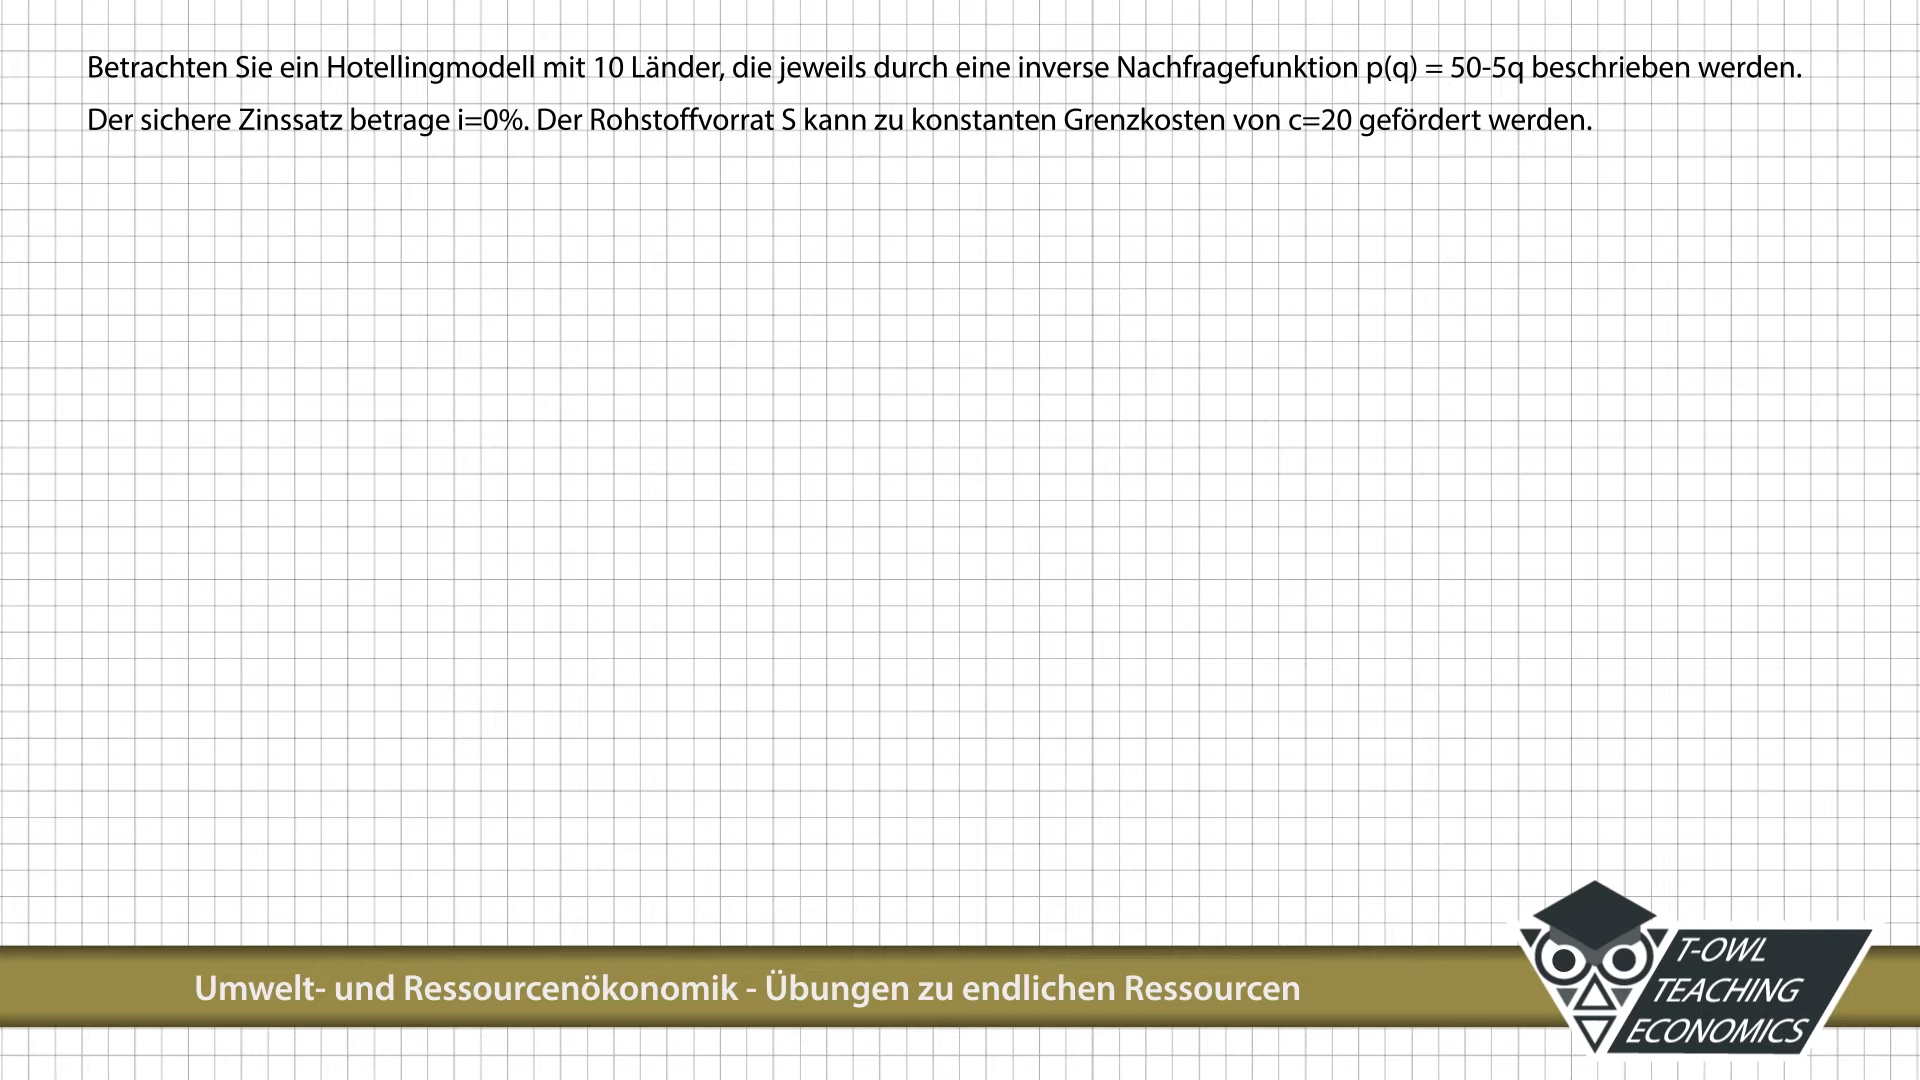 Betrachten Sie ein Hotellingmodell mit 10 Länder, die jeweils durch eine inverse Nachfragefunktion p(q) = 50-5q beschrieben werden.
Der sichere Zinssatz betrage i=0%. Der Rohstoffvorrat S kann zu konstanten Grenzkosten von c=20 gefördert werden.
Umwelt- und Ressourcenökonomik - Übungen zu endlichen Ressourcen
T-OWL
TEACHING
ECONOMICS